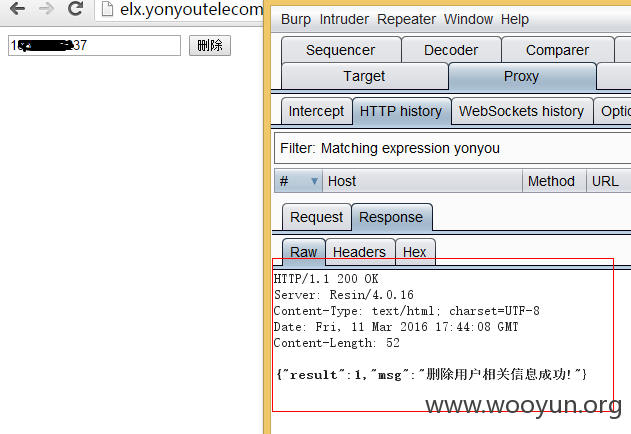 elx.yonyoutelecom
删除
Burp Intruder Repeater Window Help
Sequencer Decoder Comparer
Target Proxy
Intercept HTTP history WebSockets history Optic
Filter: Matching expression yonyou
# Host Method URL
Request Response
Raw Headers Hex
HTTP/1.1 200 OK
Server: Resin/4.0.16
Content-Type: text/html; charset=UTF-8
Date: Fri, 11 Mar 2016 17:44:08 GMT
Content-Length: 52
{"result":1,"msg":"删除用户相关信息成功!"}
www.wooyun.org